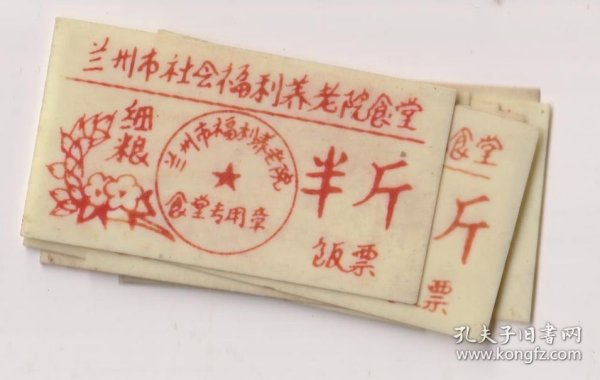 兰州市社会福利养老院食堂
细粮
兰州市福利养老院
食堂专用章
半斤
饭票
食堂
斤
票
孔夫子旧书网
www.kongfz.com